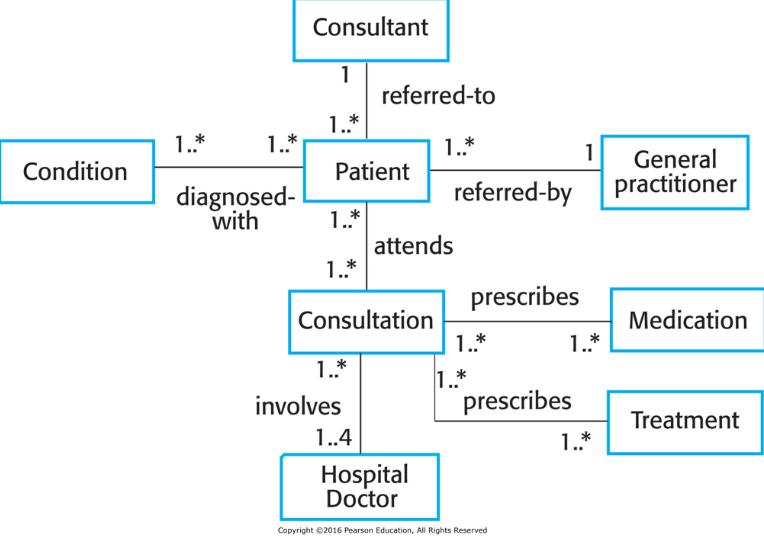 Consultant
1
referred-to
1..*
1..*
1..*
1..*
1
Condition
Patient
General
practitioner
diagnosed-
with
referred-by
1..*
attends
1..*
prescribes
Consultation
Medication
1..*
1..*
1..*
1..*
prescribes
involves
Treatment
1..4
1..*
Hospital
Doctor
Copyright ©2016 Pearson Education, All Rights Reserved